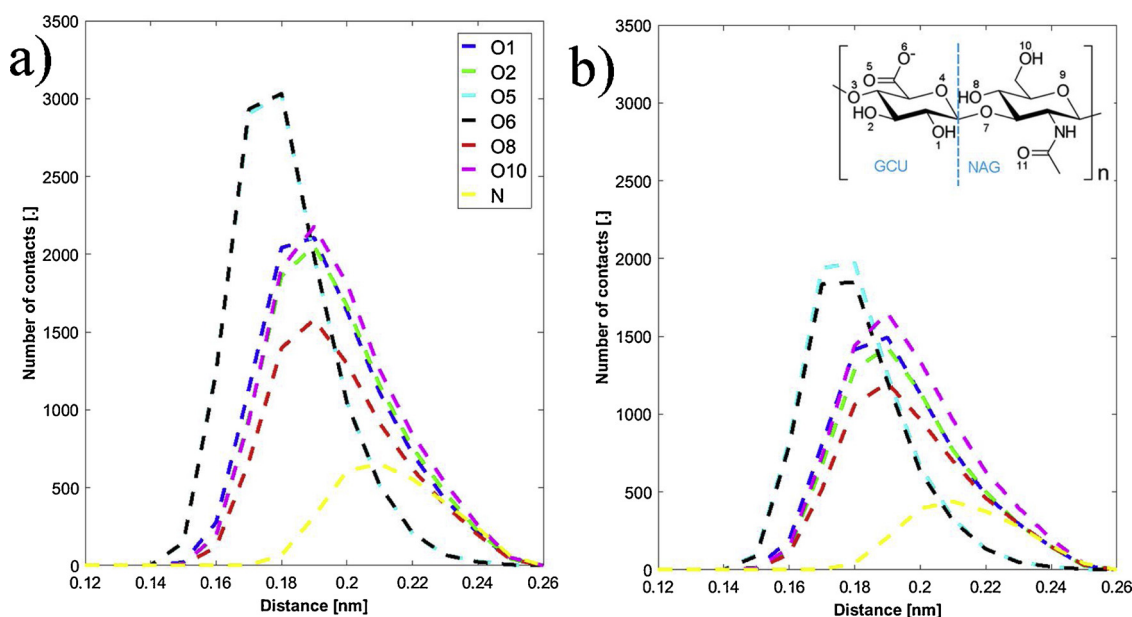 a)
3500
3000
2500
2000
1500
1000
500
0
Number of contacts [.]
0.12 0.14 0.16 0.18 0.2 0.22 0.24 0.26
Distance [nm]
O1
O2
O5
O6
O8
O10
N
b)
3500
3000
2500
2000
1500
1000
500
0
Number of contacts [.]
0.12 0.14 0.16 0.18 0.2 0.22 0.24 0.26
Distance [nm]
6 O-
5 O
4 O
3 O
HO 2
OH 1
10 OH
9 O
8 HO
O 7
NH
O 11
GCU
NAG
n